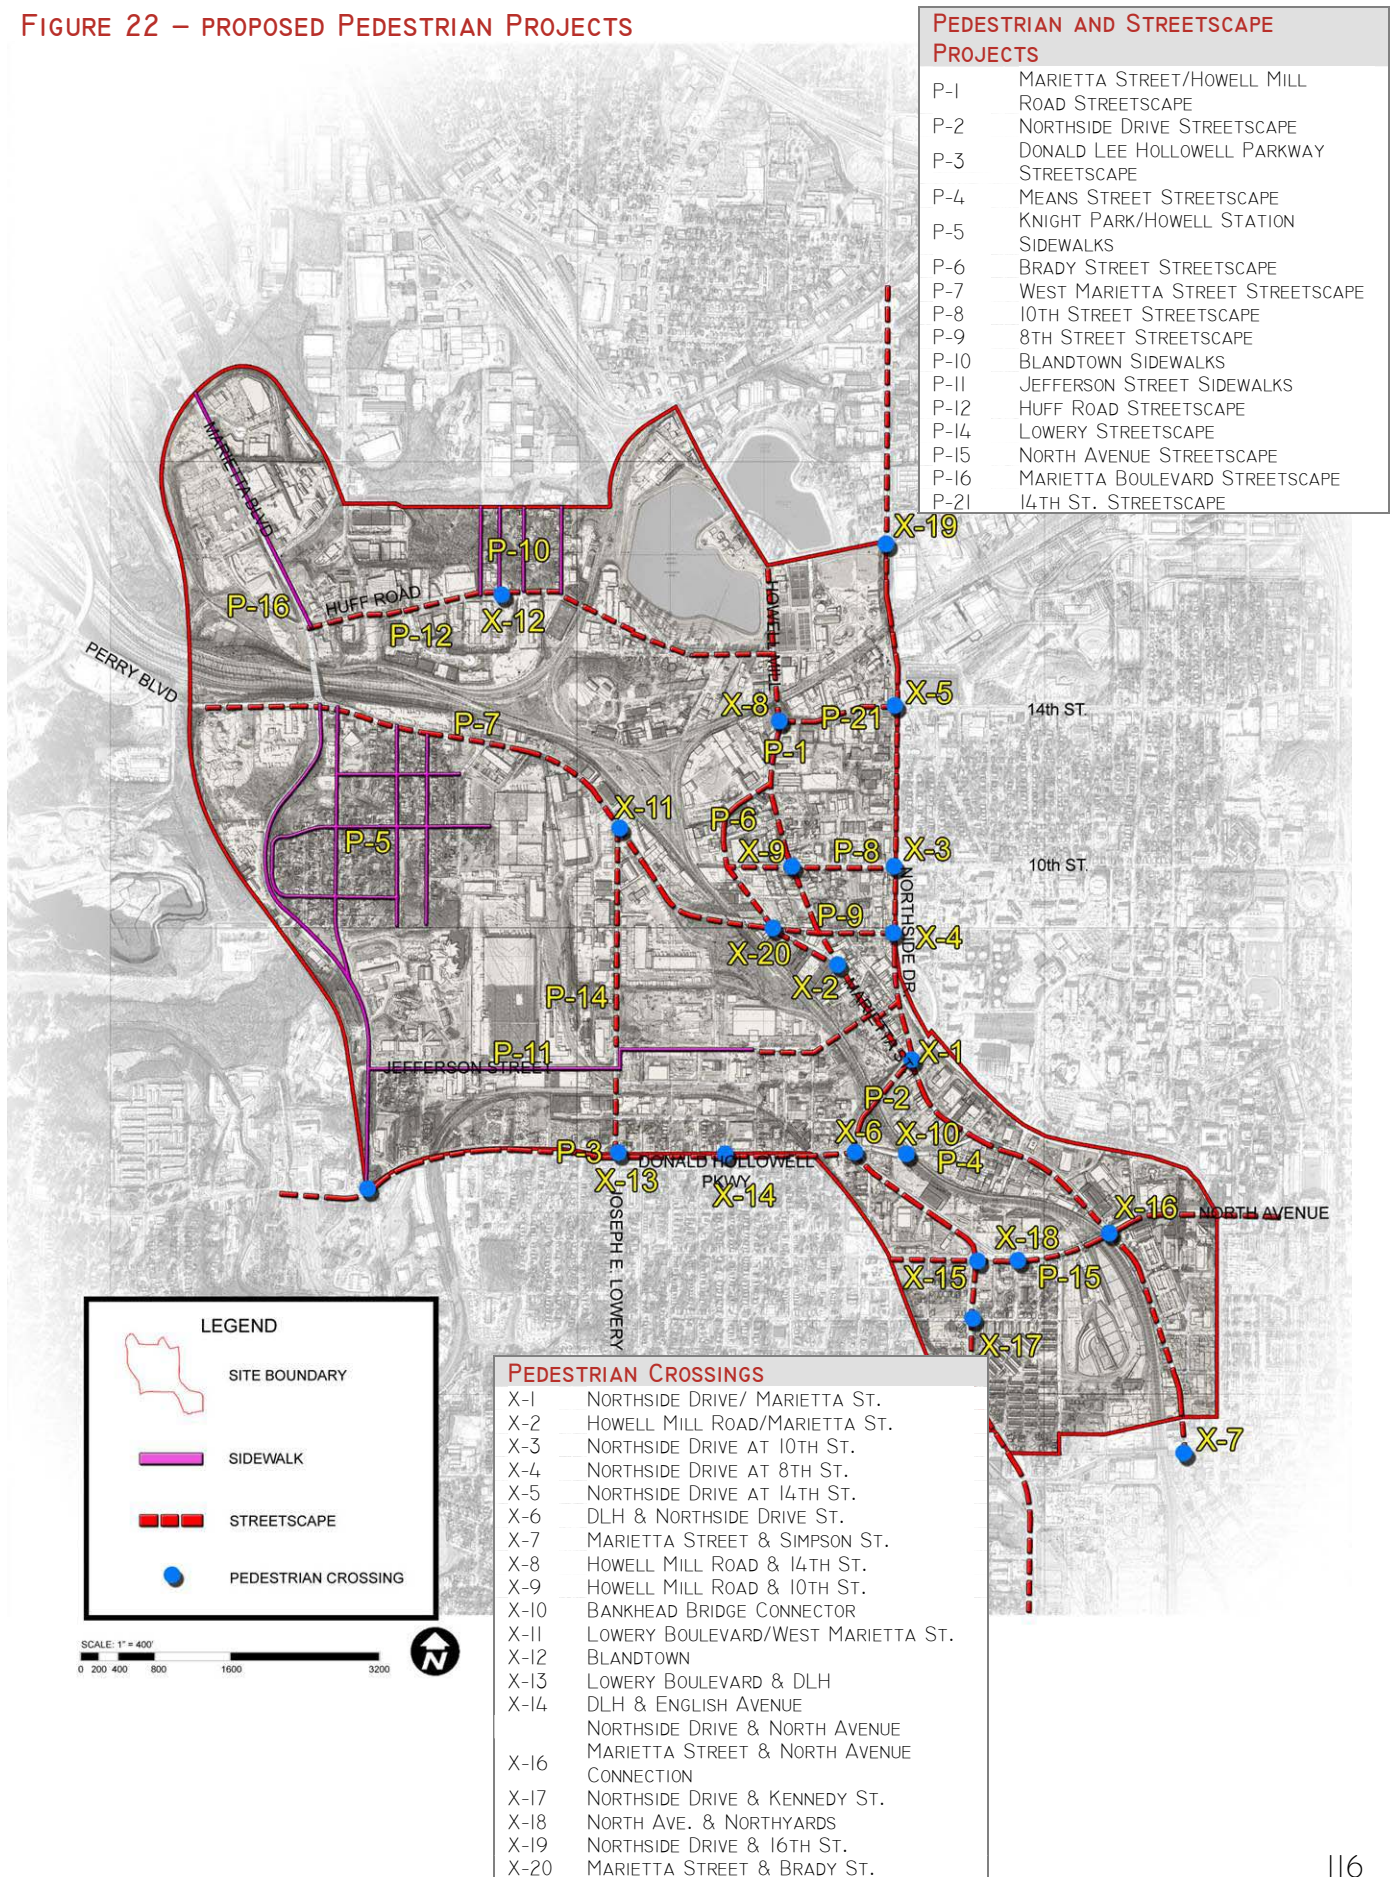 FIGURE 22 – PROPOSED PEDESTRIAN PROJECTS
PEDESTRIAN AND STREETSCAPE
PROJECTS
P-1 MARIETTA STREET/HOWELL MILL
ROAD STREETSCAPE
P-2 NORTHSIDE DRIVE STREETSCAPE
P-3 DONALD LEE HOLLOWELL PARKWAY
STREETSCAPE
P-4 MEANS STREET STREETSCAPE
P-5 KNIGHT PARK/HOWELL STATION
SIDEWALKS
P-6 BRADY STREET STREETSCAPE
P-7 WEST MARIETTA STREET STREETSCAPE
P-8 10TH STREET STREETSCAPE
P-9 8TH STREET STREETSCAPE
P-10 BLANDTOWN SIDEWALKS
P-11 JEFFERSON STREET SIDEWALKS
P-12 HUFF ROAD STREETSCAPE
P-14 LOWERY STREETSCAPE
P-15 NORTH AVENUE STREETSCAPE
P-16 MARIETTA BOULEVARD STREETSCAPE
P-21 14TH ST. STREETSCAPE
X-19
MARIETTA BLVD
P-10
P-16
HUFF ROAD
P-12
X-12
HOWELL MILL
PERRY BLVD
P-7
X-8
P-21
X-5
14th ST.
P-1
X-11
P-6
P-5
X-9
P-8
X-3
10th ST.
NORTHSIDE DR
P-9
X-4
X-20
X-2
P-14
MARIETTA ST
P-11
JEFFERSON STREET
X-1
P-2
P-3
X-6
X-10
P-4
DONALD HOLLOWELL
PKWY
X-13
X-14
JOSEPH E. LOWERY
X-16
NORTH AVENUE
X-18
X-15
P-15
X-17
X-7
LEGEND
SITE BOUNDARY
SIDEWALK
STREETSCAPE
PEDESTRIAN CROSSING
SCALE: 1" = 400'
0 200 400 800 1600 3200
N
PEDESTRIAN CROSSINGS
X-1 NORTHSIDE DRIVE/ MARIETTA ST.
X-2 HOWELL MILL ROAD/MARIETTA ST.
X-3 NORTHSIDE DRIVE AT 10TH ST.
X-4 NORTHSIDE DRIVE AT 8TH ST.
X-5 NORTHSIDE DRIVE AT 14TH ST.
X-6 DLH & NORTHSIDE DRIVE ST.
X-7 MARIETTA STREET & SIMPSON ST.
X-8 HOWELL MILL ROAD & 14TH ST.
X-9 HOWELL MILL ROAD & 10TH ST.
X-10 BANKHEAD BRIDGE CONNECTOR
X-11 LOWERY BOULEVARD/WEST MARIETTA ST.
X-12 BLANDTOWN
X-13 LOWERY BOULEVARD & DLH
X-14 DLH & ENGLISH AVENUE
NORTHSIDE DRIVE & NORTH AVENUE
X-16 MARIETTA STREET & NORTH AVENUE
CONNECTION
X-17 NORTHSIDE DRIVE & KENNEDY ST.
X-18 NORTH AVE. & NORTHYARDS
X-19 NORTHSIDE DRIVE & 16TH ST.
X-20 MARIETTA STREET & BRADY ST.
116